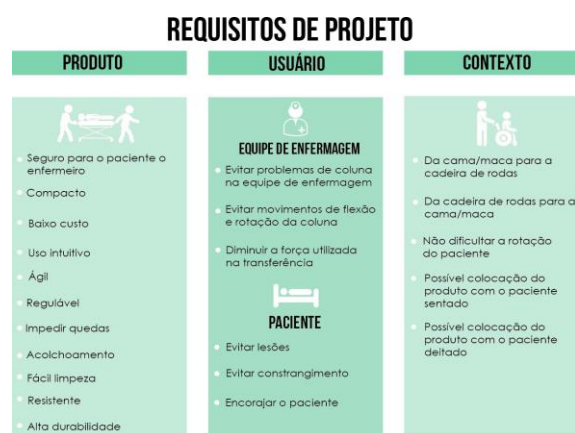 REQUISITOS DE PROJETO
PRODUTO
Seguro para o paciente o
enfermeiro
Compacto
Baixo custo
Uso intuitivo
Ágil
Regulável
Impedir quedas
Acolchoamento
Fácil limpeza
Resistente
Alta durabilidade
USUÁRIO
EQUIPE DE ENFERMAGEM
Evitar problemas de coluna
na equipe de enfermagem
Evitar movimentos de flexão
e rotação da coluna
Diminuir a força utilizada
na transferência
PACIENTE
Evitar lesões
Evitar constrangimento
Encorajar o paciente
CONTEXTO
Da cama/maca para a
cadeira de rodas
Da cadeira de rodas para a
cama/maca
Não dificultar a rotação
do paciente
Possível colocação do
produto com o paciente
sentado
Possível colocação do
produto com o paciente
deitado